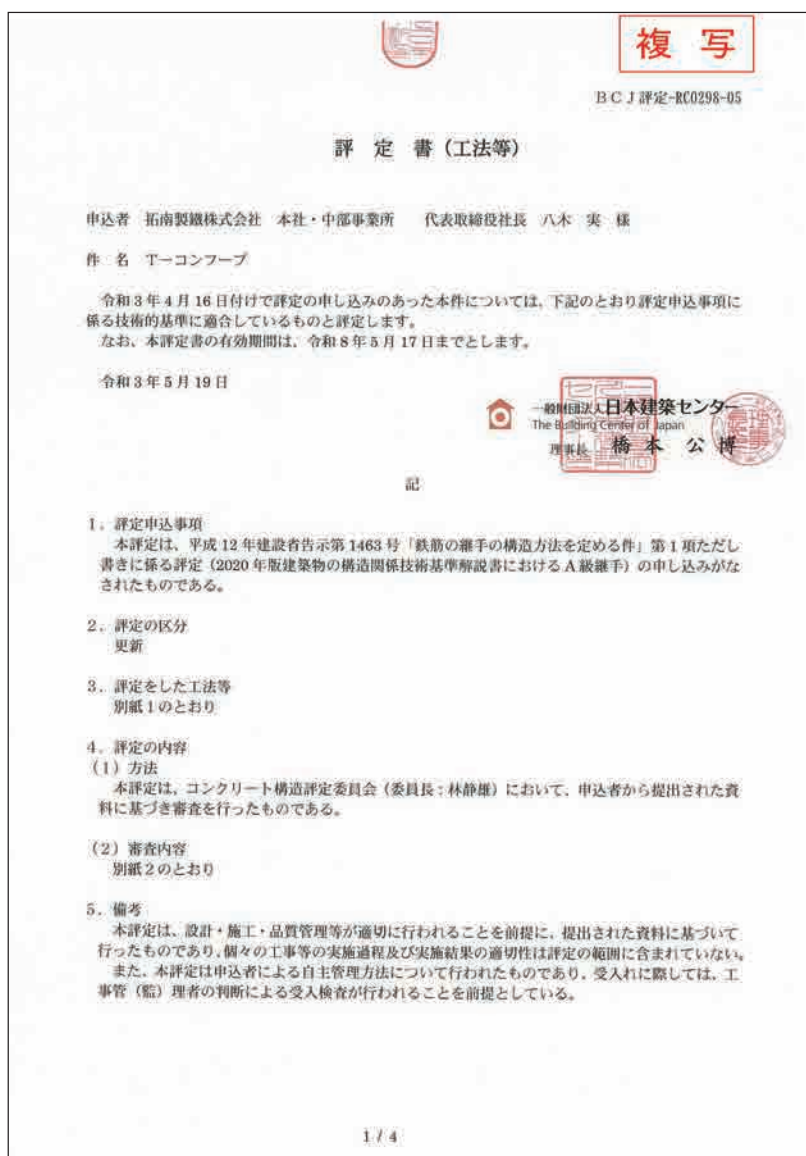 複写
BCJ評定-RC0298-05
評 定 書（工法等）
申込者 拓南製鐵株式会社 本社・中部事業所 代表取締役社長 八木 実 様
件 名 T－コンフープ
令和3年4月16日付けで評定の申し込みのあった本件については、下記のとおり評定申込事項に
係る技術的基準に適合しているものと評定します。
なお、本評定書の有効期間は、令和8年5月17日までとします。
令和3年5月19日
一般財団法人日本建築センター
The Building Center of Japan
理事長 橋 本 公 博
記
1．評定申込事項
本評定は、平成12年建設省告示第1463号「鉄筋の継手の構造方法を定める件」第1項ただし
書きに係る評定（2020年版建築物の構造関係技術基準解説書におけるA級継手）の申し込みがな
されたものである。
2．評定の区分
更新
3．評定をした工法等
別紙1のとおり
4．評定の内容
（1）方法
本評定は、コンクリート構造評定委員会（委員長：林静雄）において、申込者から提出された資
料に基づき審査を行ったものである。
（2）審査内容
別紙2のとおり
5．備考
本評定は、設計・施工・品質管理等が適切に行われることを前提に、提出された資料に基づいて
行ったものであり、個々の工事等の実施過程及び実施結果の適切性は評定の範囲に含まれていない。
また、本評定は申込者による自主管理方法について行われたものであり、受入れに際しては、工
事管（監）理者の判断による受入検査が行われることを前提としている。
1 / 4